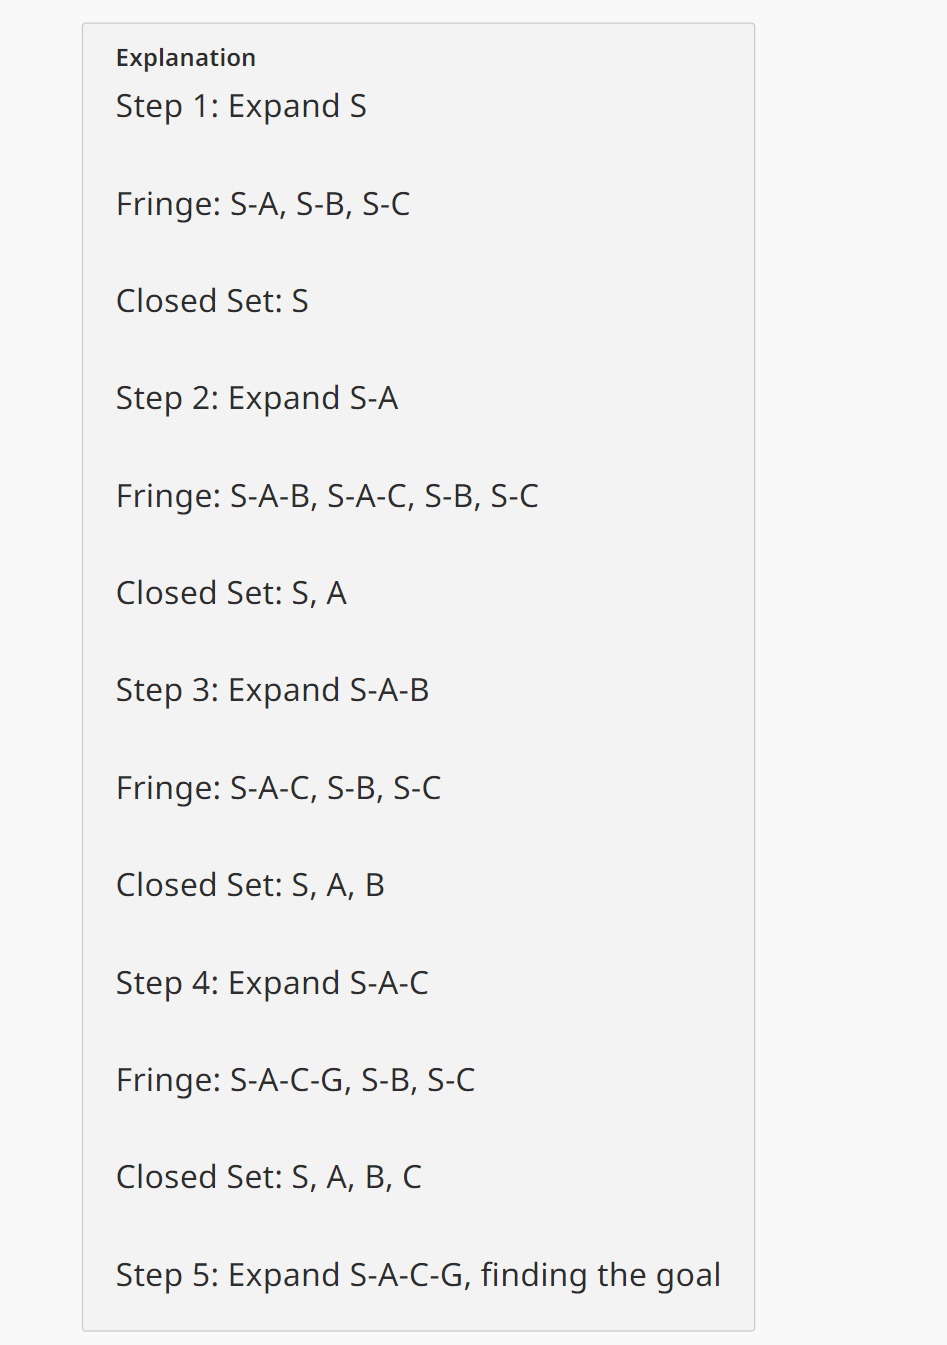 Explanation
Step 1: Expand S
Fringe: S-A, S-B, S-C
Closed Set: S
Step 2: Expand S-A
Fringe: S-A-B, S-A-C, S-B, S-C
Closed Set: S, A
Step 3: Expand S-A-B
Fringe: S-A-C, S-B, S-C
Closed Set: S, A, B
Step 4: Expand S-A-C
Fringe: S-A-C-G, S-B, S-C
Closed Set: S, A, B, C
Step 5: Expand S-A-C-G, finding the goal